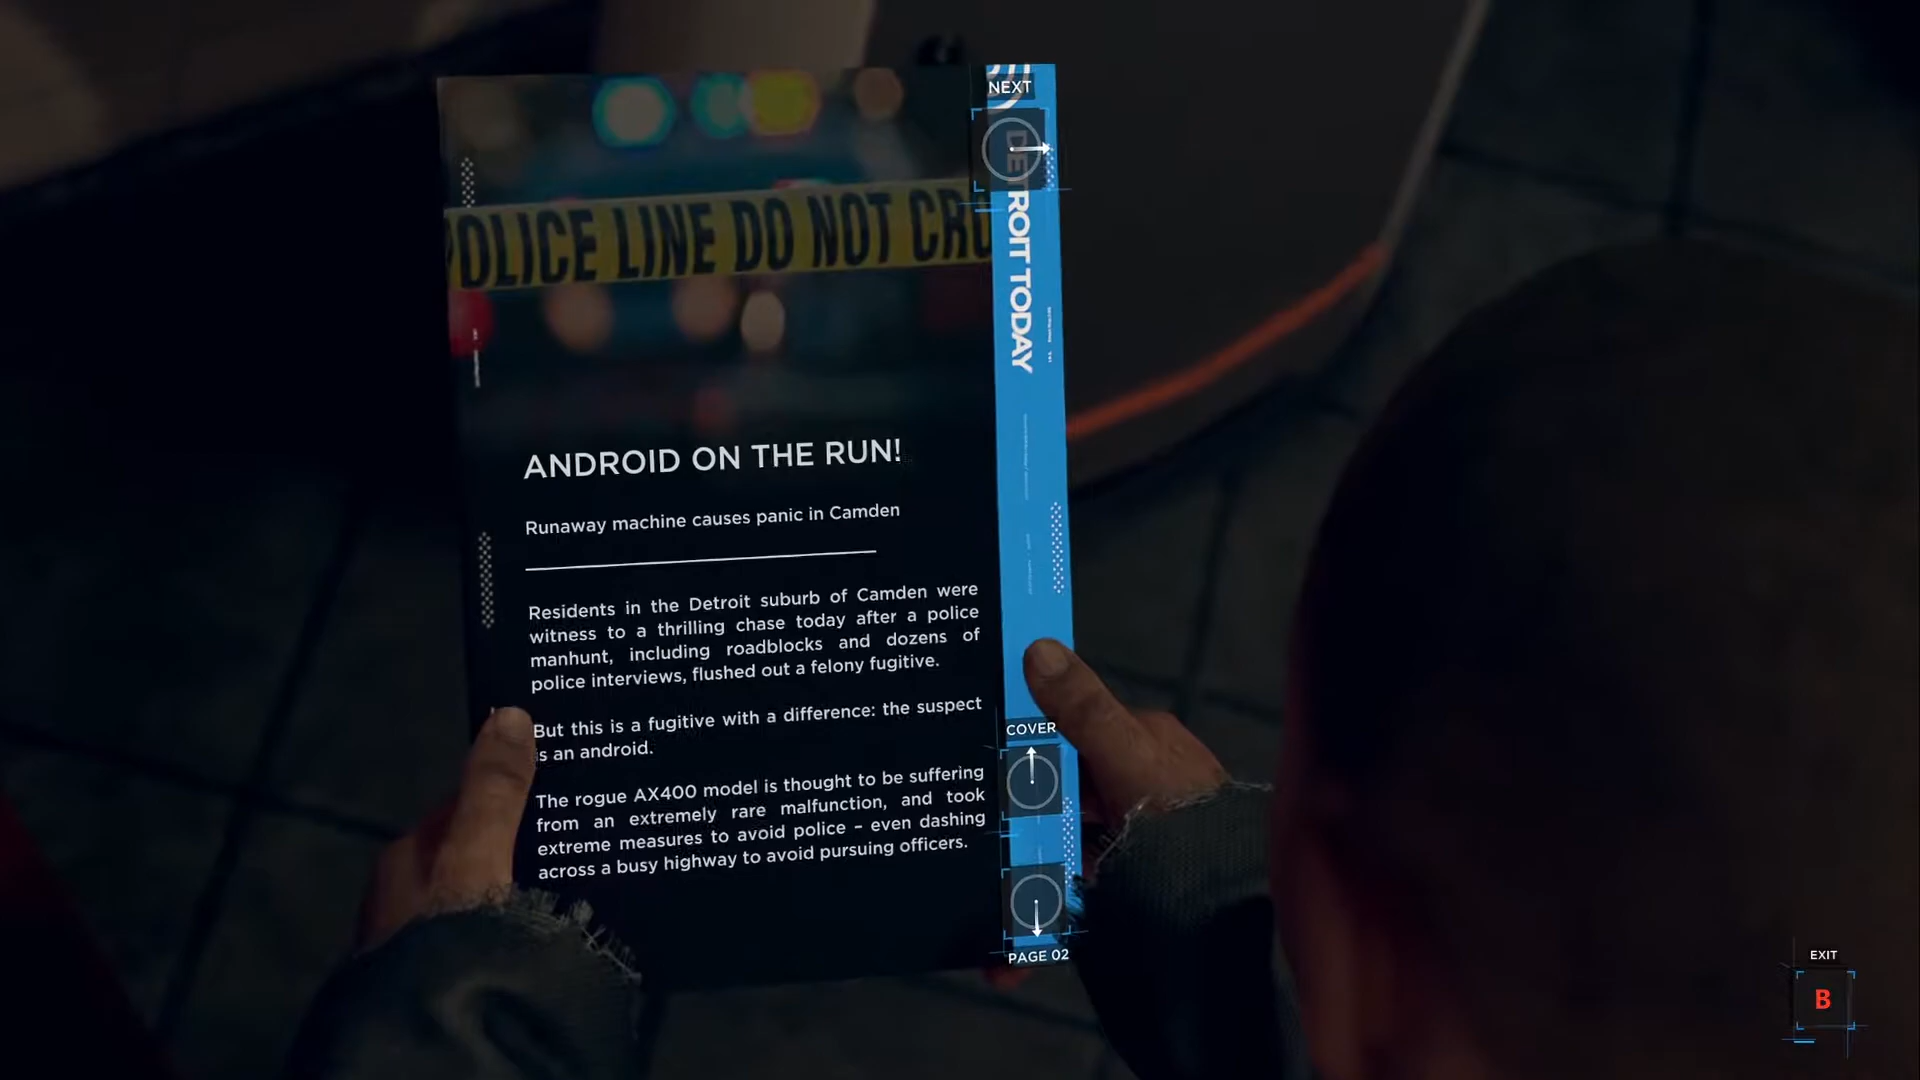 NEXT
DETROIT TODAY
POLICE LINE DO NOT CRO
ANDROID ON THE RUN!
Runaway machine causes panic in Camden
Residents in the Detroit suburb of Camden were
witness to a thrilling chase today after a police
manhunt, including roadblocks and dozens of
police interviews, flushed out a felony fugitive.
But this is a fugitive with a difference: the suspect
is an android.
The rogue AX400 model is thought to be suffering
from an extremely rare malfunction, and took
extreme measures to avoid police – even dashing
across a busy highway to avoid pursuing officers.
COVER
PAGE 02
EXIT
B